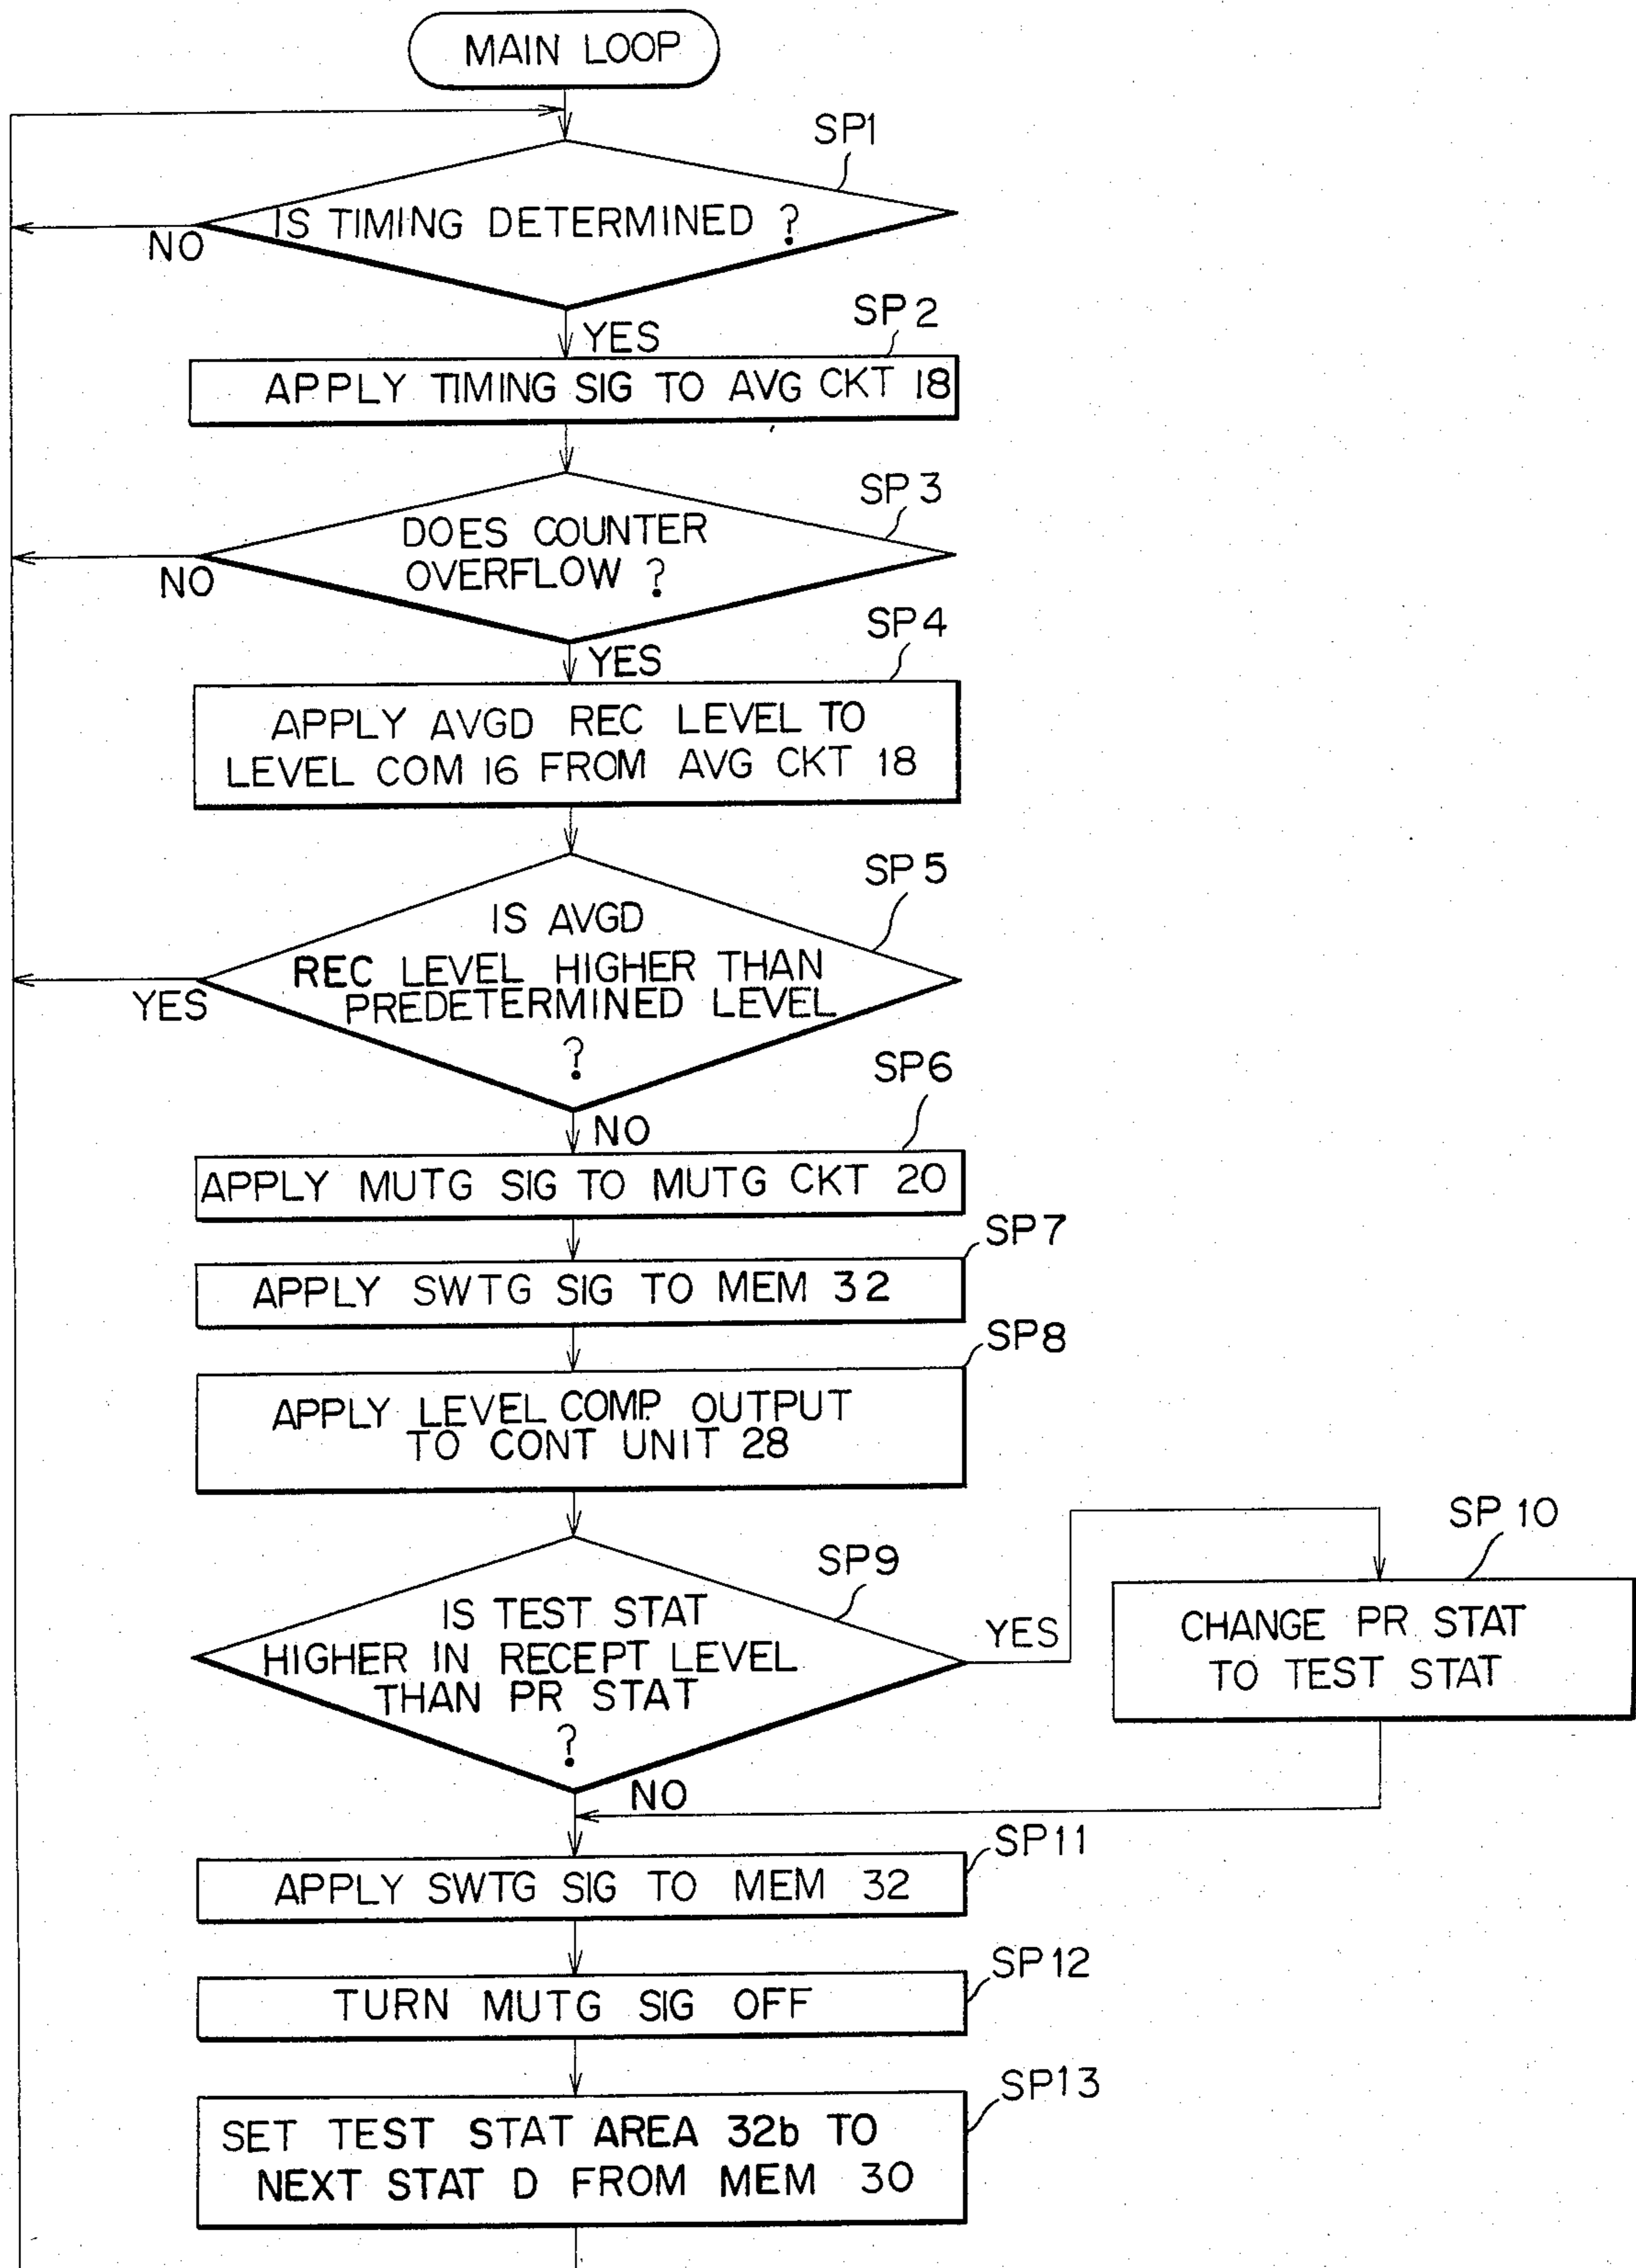 MAIN LOOP
SP1
IS TIMING DETERMINED ?
NO
YES
SP2
APPLY TIMING SIG TO AVG CKT 18
SP3
DOES COUNTER
OVERFLOW ?
NO
YES
SP4
APPLY AVGD REC LEVEL TO
LEVEL COM 16 FROM AVG CKT 18
SP5
IS AVGD
REC LEVEL HIGHER THAN
PREDETERMINED LEVEL
?
YES
NO
SP6
APPLY MUTG SIG TO MUTG CKT 20
SP7
APPLY SWTG SIG TO MEM 32
SP8
APPLY LEVEL COMP. OUTPUT
TO CONT UNIT 28
SP9
IS TEST STAT
HIGHER IN RECEPT LEVEL
THAN PR STAT
?
YES
SP 10
CHANGE PR STAT
TO TEST STAT
NO
SP11
APPLY SWTG SIG TO MEM 32
SP12
TURN MUTG SIG OFF
SP13
SET TEST STAT AREA 32b TO
NEXT STAT D FROM MEM 30